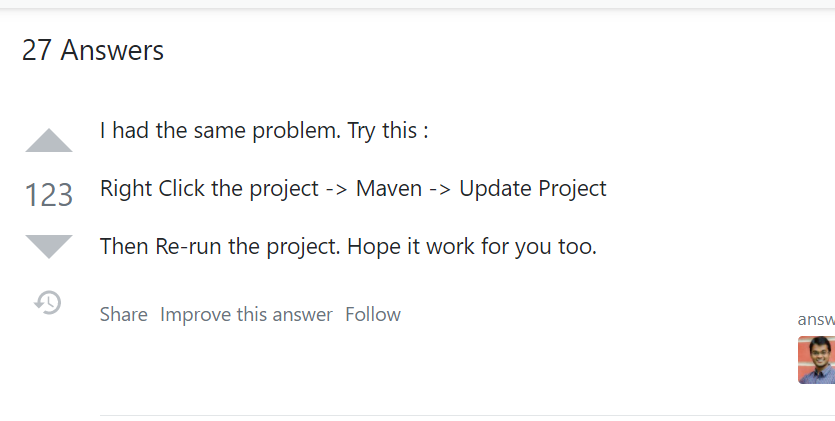 27 Answers
I had the same problem. Try this :
123
Right Click the project -> Maven -> Update Project
Then Re-run the project. Hope it work for you too.
Share Improve this answer Follow
answ